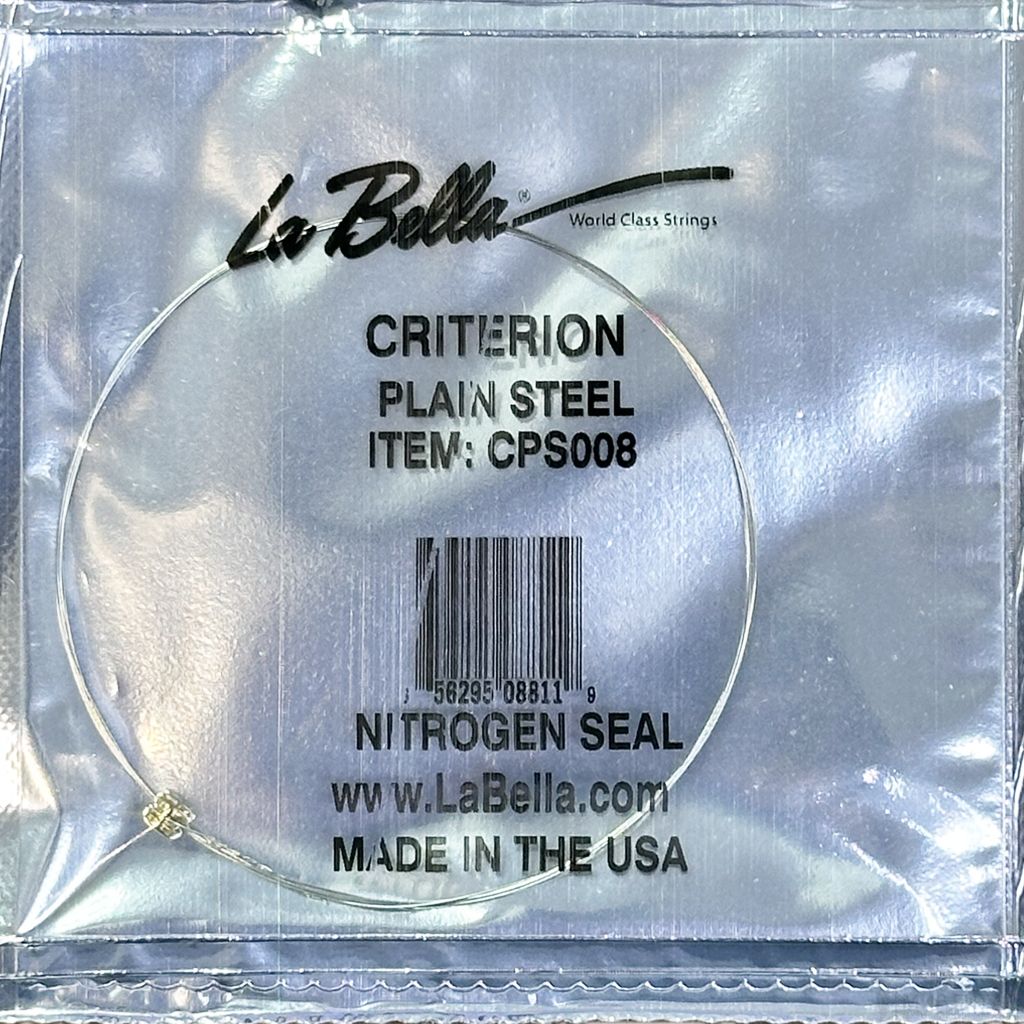 La Bella®
World Class Strings
CRITERION
PLAIN STEEL
ITEM: CPS008
56295 08811 9
NITROGEN SEAL
www.LaBella.com
MADE IN THE USA